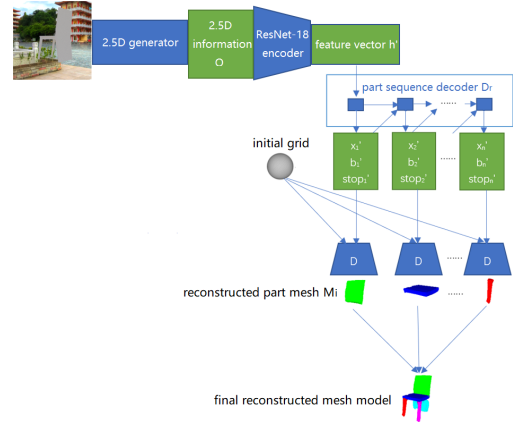 2.5D generator
2.5D
information
O
ResNet-18
encoder
feature vector h'
part sequence decoder Dr
......
initial grid
x₁'
b₁'
stop₁'
x₂'
b₂'
stop₂'
......
xₙ'
bₙ'
stopₙ'
D
D
......
D
reconstructed part mesh Mi
......
final reconstructed mesh model